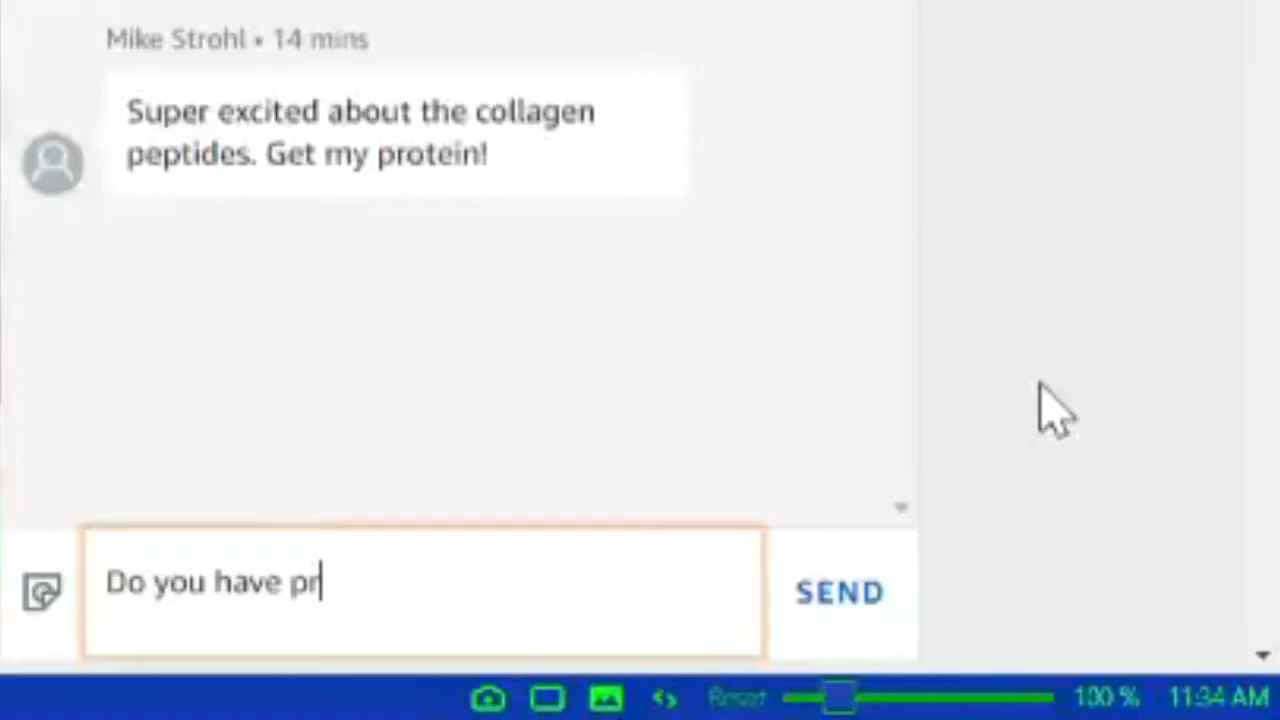 Mike Strohl • 14 mins
Super excited about the collagen
peptides. Get my protein!
Do you have pr
SEND
Reset 100 % 11:34 AM